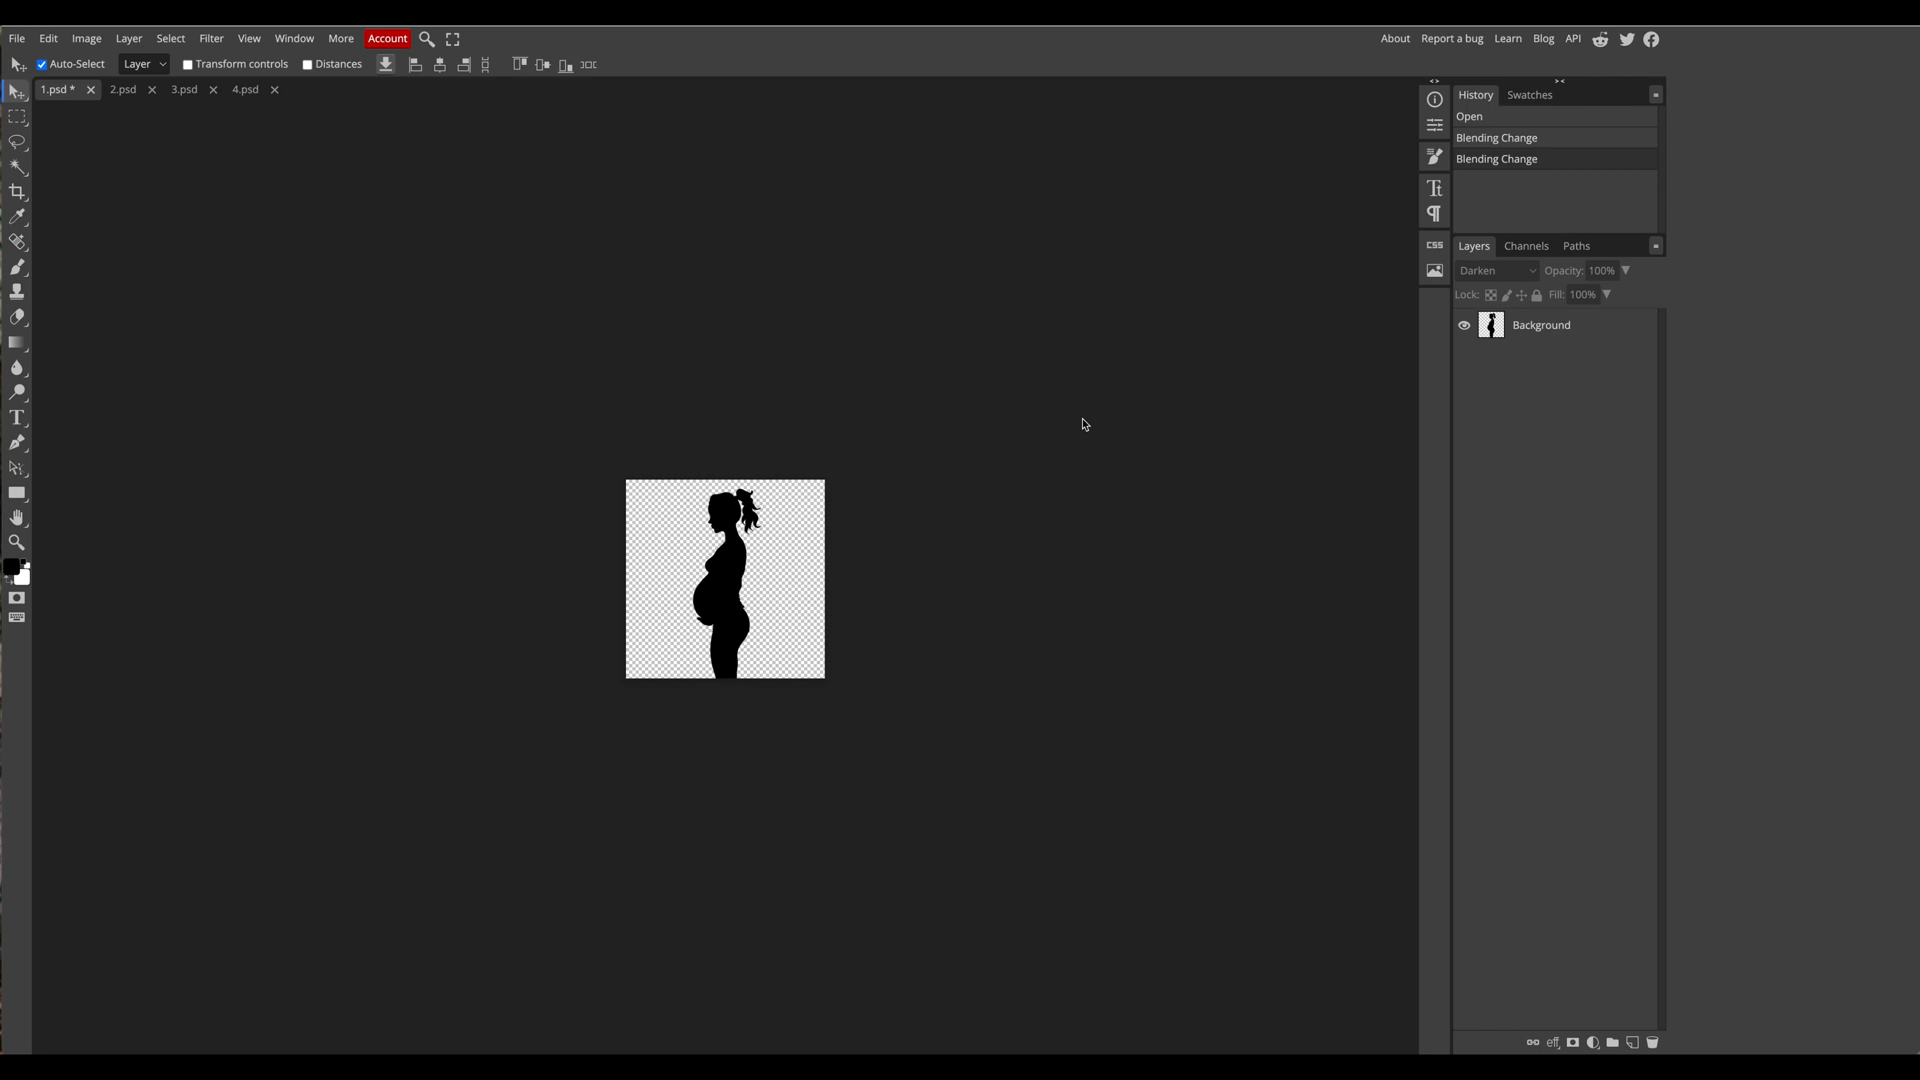 File Edit Image Layer Select Filter View Window More Account About Report a bug Learn Blog API
Auto-Select Layer Transform controls Distances
1.psd * 2.psd 3.psd 4.psd
History Swatches
Open
Blending Change
Blending Change
Tt
CSS
Layers Channels Paths
Darken Opacity: 100%
Lock: Fill: 100%
Background
T
eff